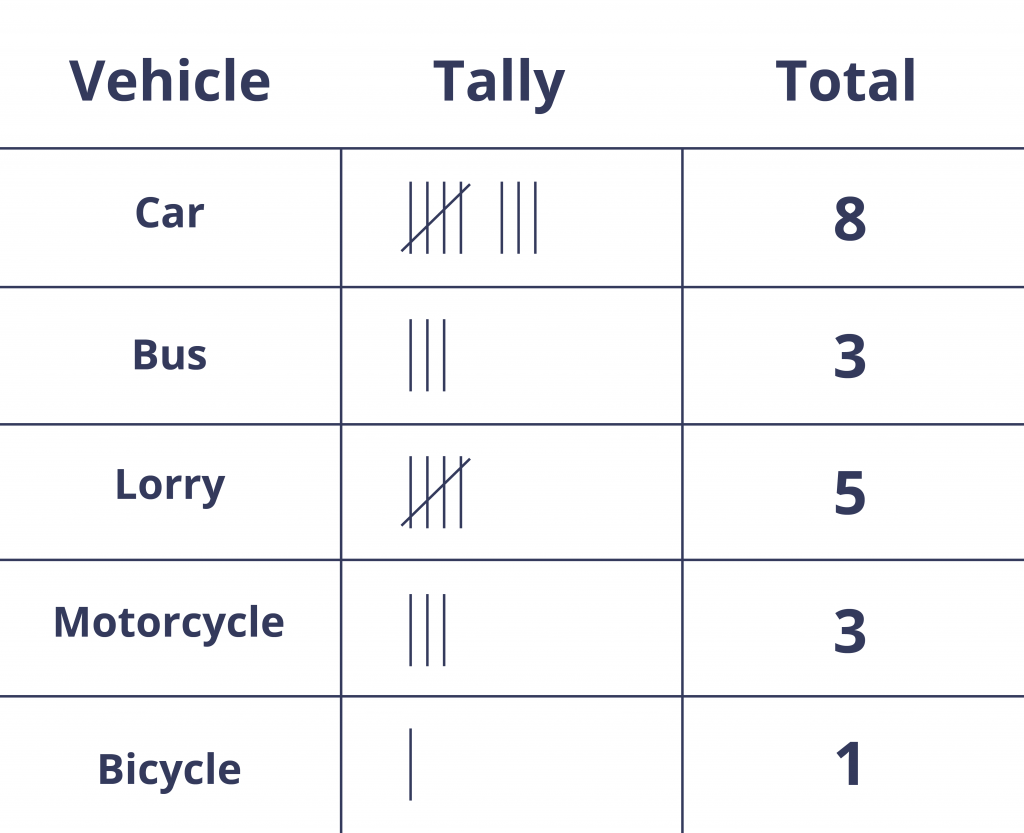 Vehicle Tally Total
Car 8
Bus 3
Lorry 5
Motorcycle 3
Bicycle 1